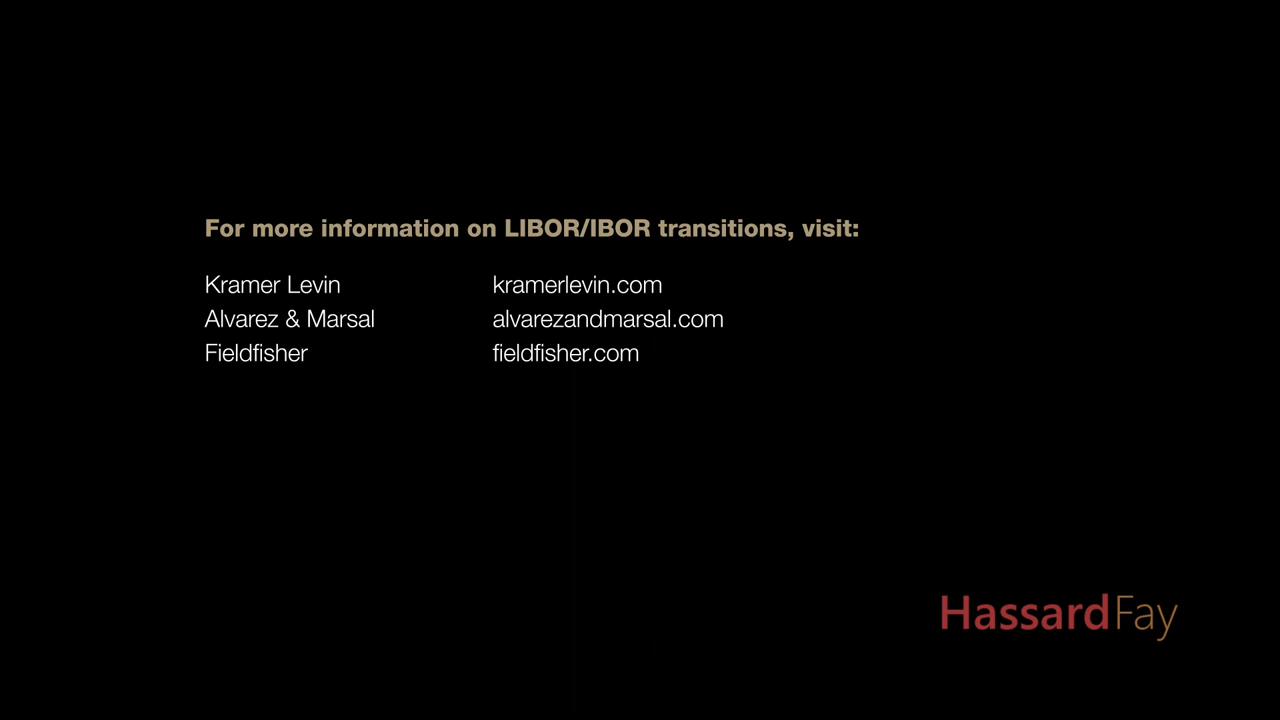 For more information on LIBOR/IBOR transitions, visit:
Kramer Levin kramerlevin.com
Alvarez & Marsal alvarezandmarsal.com
Fieldfisher fieldfisher.com
HassardFay